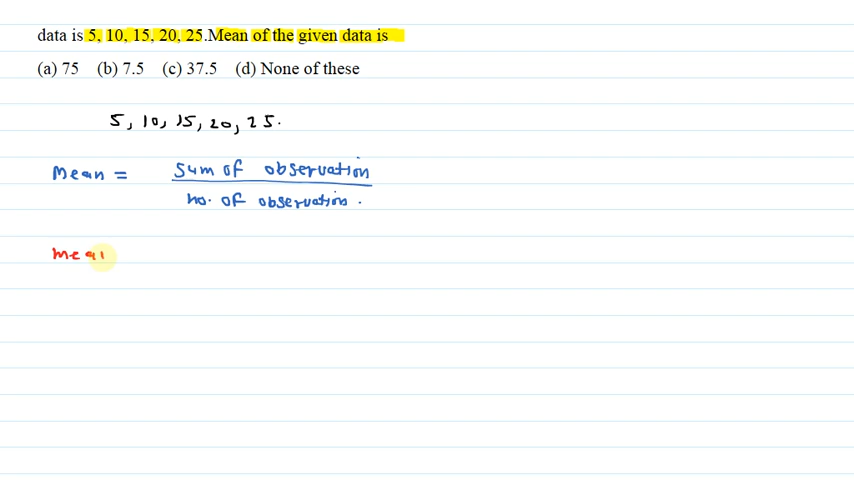 data is 5, 10, 15, 20, 25.Mean of the given data is
(a) 75 (b) 7.5 (c) 37.5 (d) None of these
5, 10, 15, 20, 25.
Mean = sum of observation
no. of observation.
mean